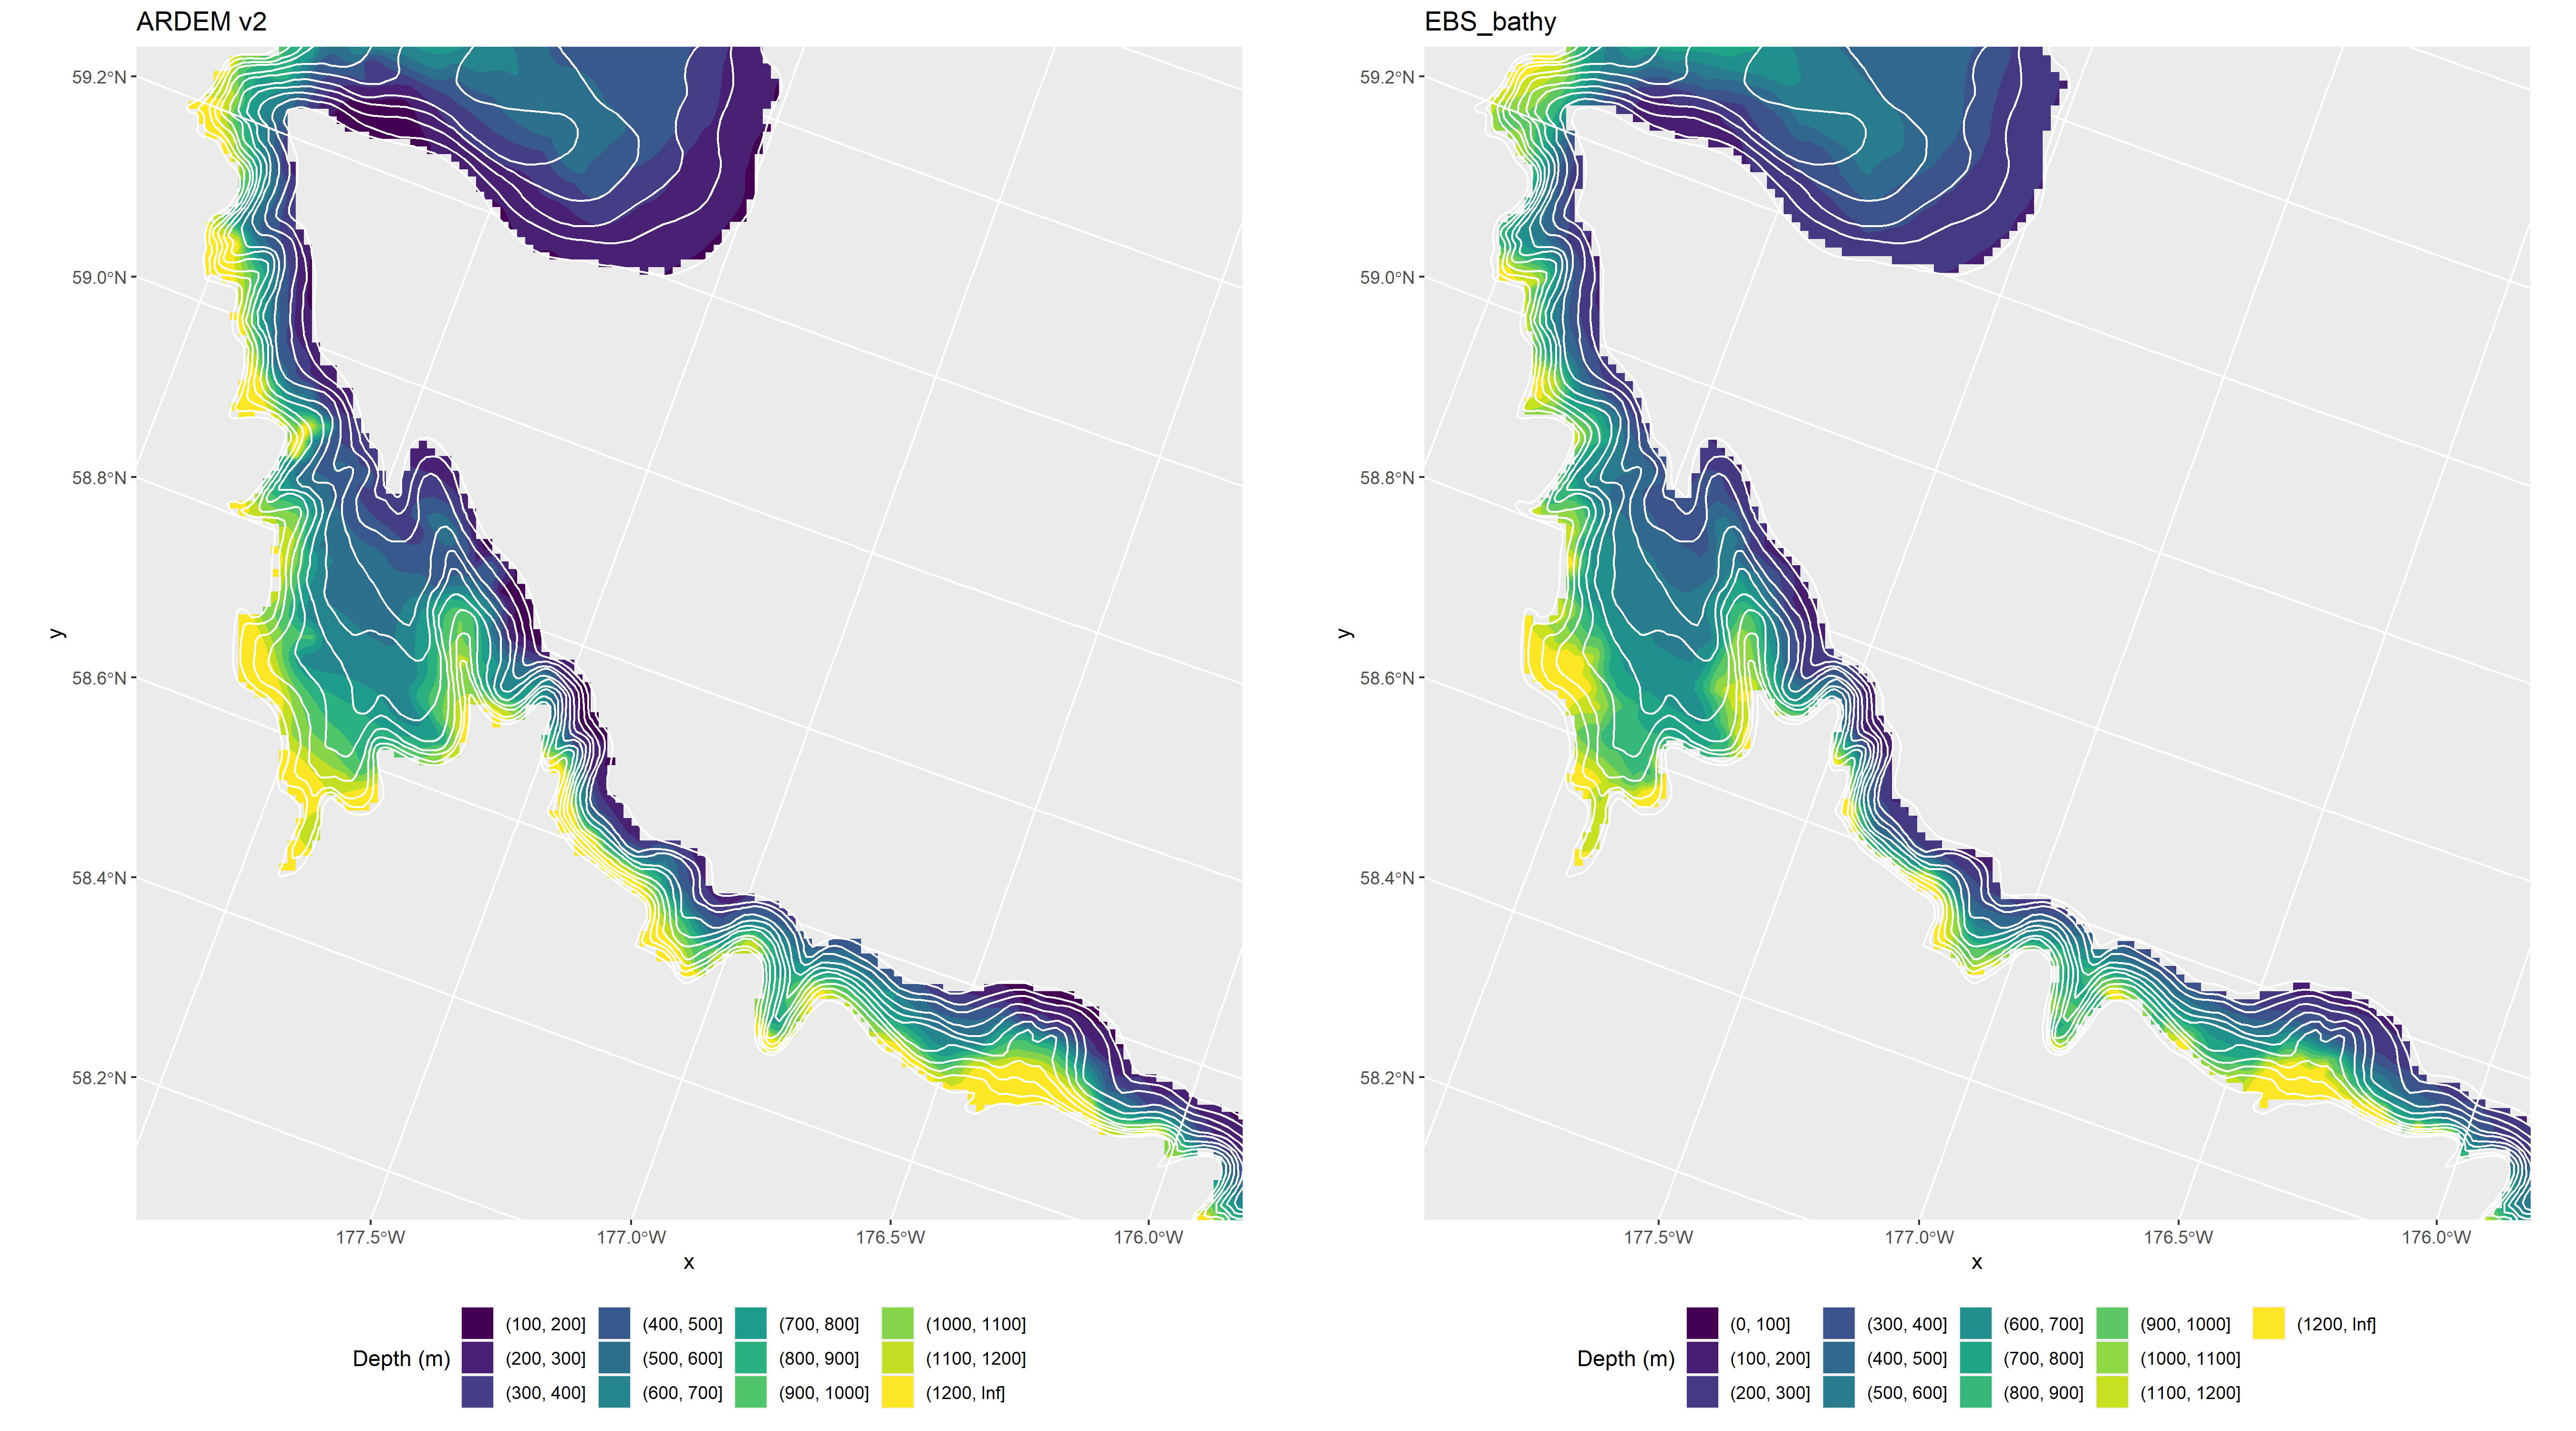 ARDEM v2
59.2°N
59.0°N
58.8°N
58.6°N
58.4°N
58.2°N
y
177.5°W 177.0°W 176.5°W 176.0°W
x
Depth (m)
(100, 200] (400, 500] (700, 800] (1000, 1100]
(200, 300] (500, 600] (800, 900] (1100, 1200]
(300, 400] (600, 700] (900, 1000] (1200, Inf]
EBS_bathy
59.2°N
59.0°N
58.8°N
58.6°N
58.4°N
58.2°N
y
177.5°W 177.0°W 176.5°W 176.0°W
x
Depth (m)
(0, 100] (300, 400] (600, 700] (900, 1000] (1200, Inf]
(100, 200] (400, 500] (700, 800] (1000, 1100]
(200, 300] (500, 600] (800, 900] (1100, 1200]